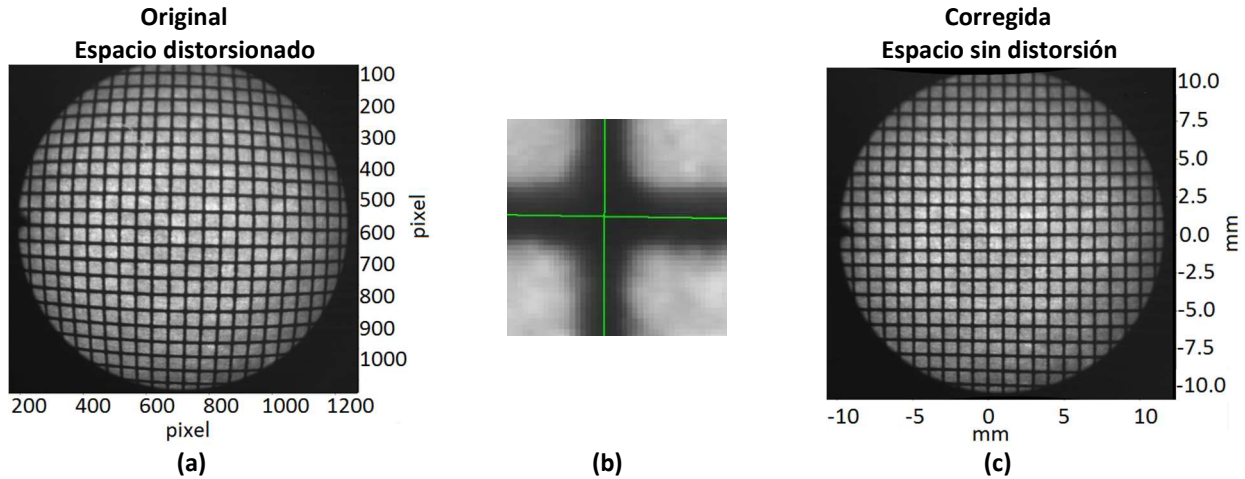 Original
Espacio distorsionado
100
200
300
400
500
600
700
800
900
1000
pixel
200 400 600 800 1000 1200
pixel
(a)
(b)
Corregida
Espacio sin distorsión
10.0
7.5
5.0
2.5
0.0
-2.5
-5.0
-7.5
-10.0
mm
-10 -5 0 5 10
mm
(c)